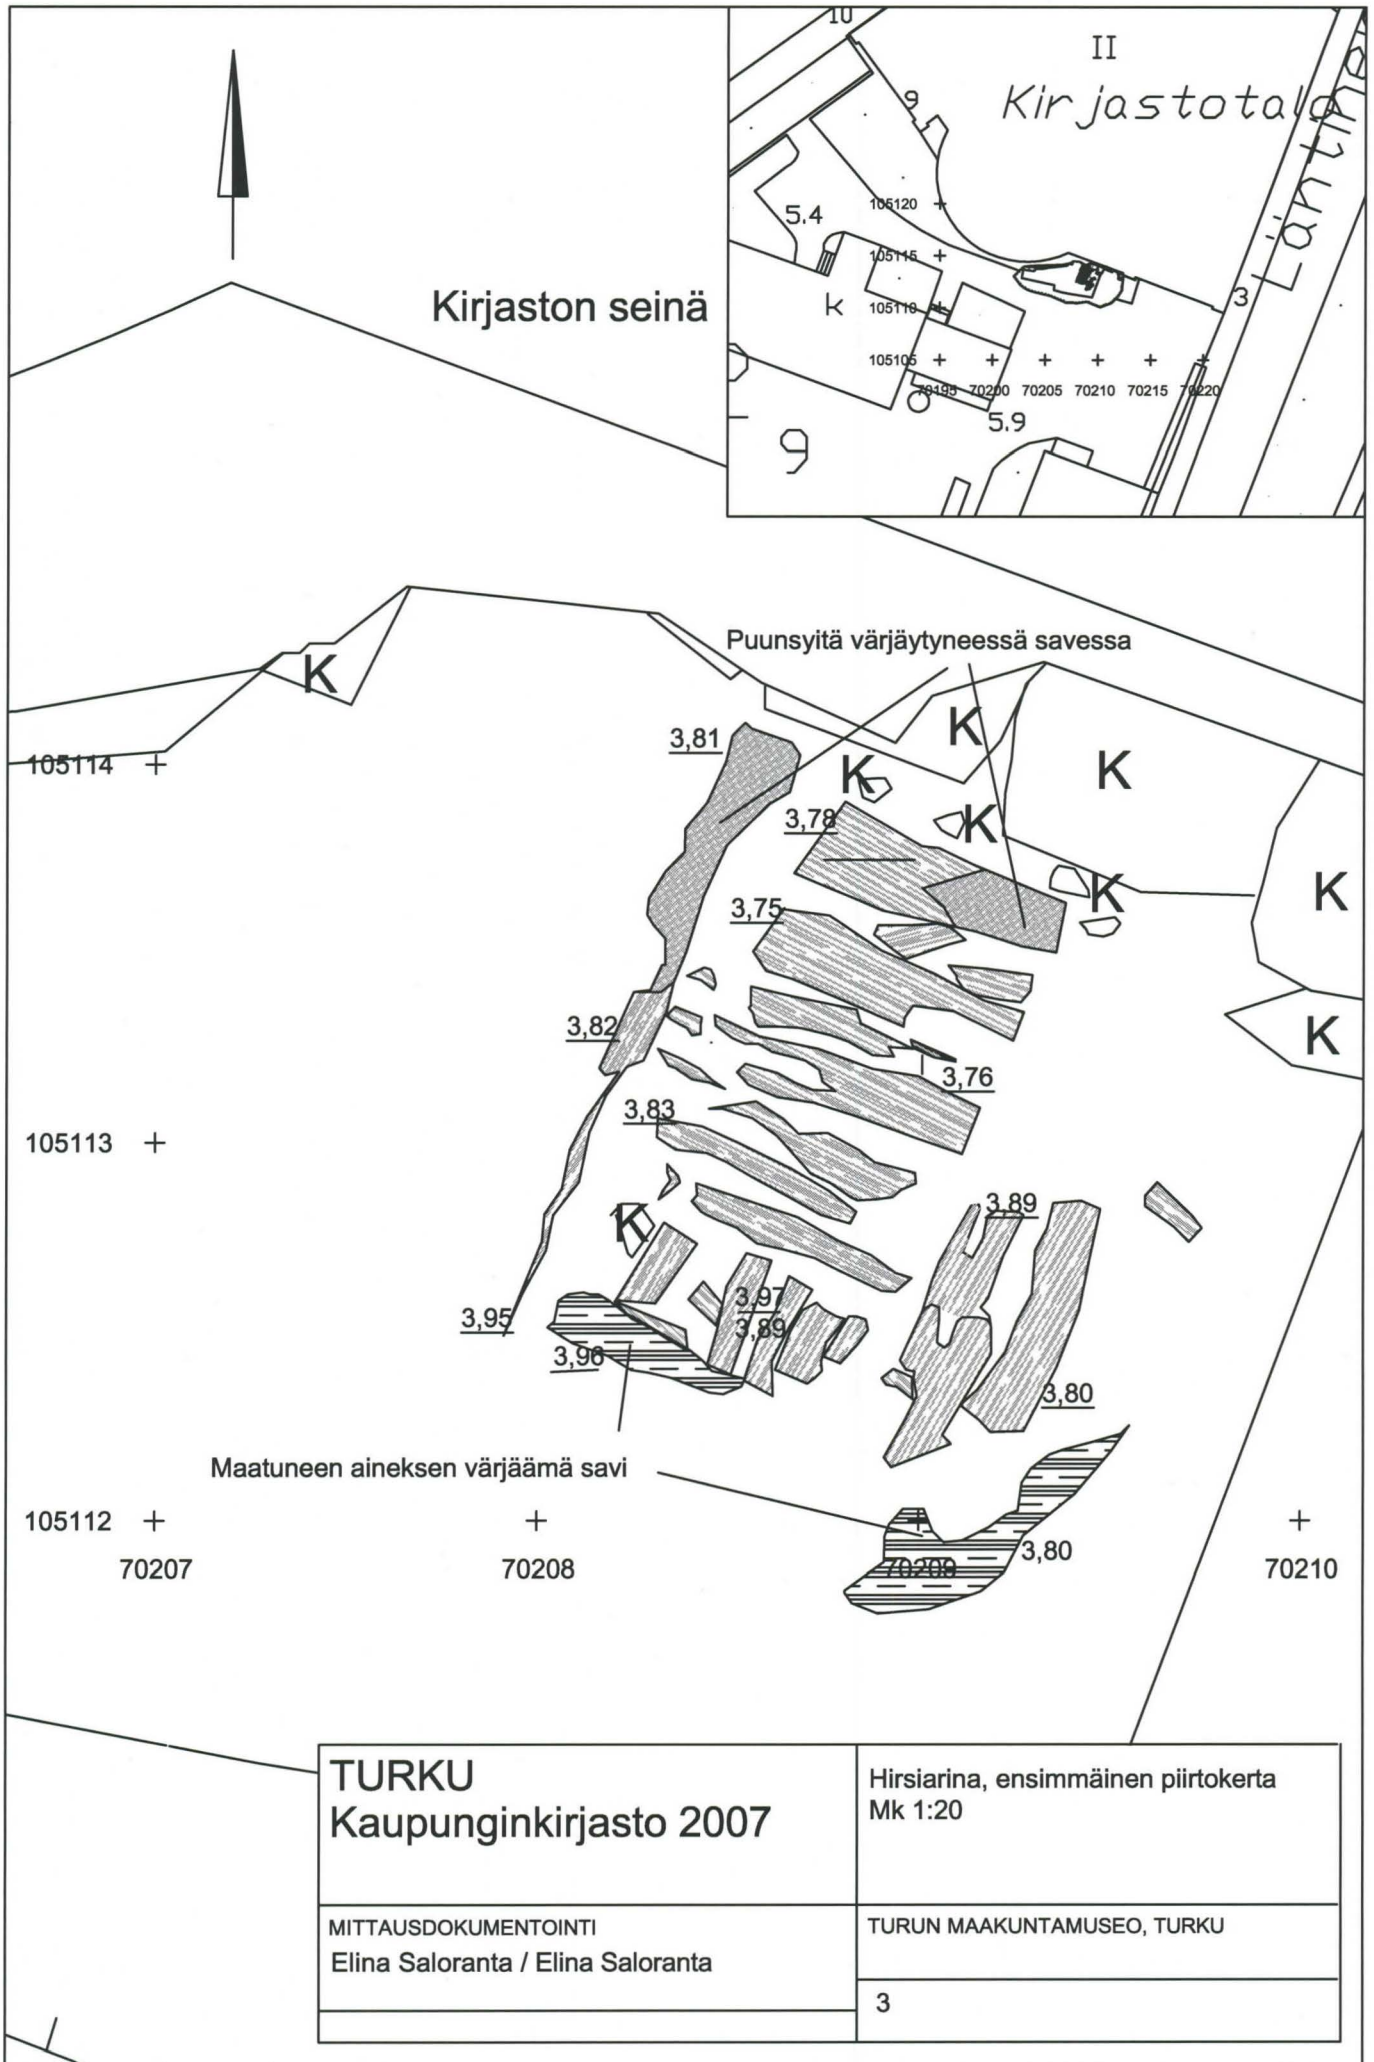 10
II
Kirjastotalo
Läntine
9
5.4
105120
105115
k
105110
3
105105
70195 70200 70205 70210 70215 70220
5.9
9
Kirjaston seinä
Puunsyitä värjäytyneessä savessa
K
K
3,81
K
K
105114
3,78
K
K
K
3,75
3,82
K
3,76
3,83
105113
3,89
K
3,97
3,95
3,89
3,96
3,80
Maatuneen aineksen värjäämä savi
105112
3,80
70207 70208 70209 70210
TURKU
Kaupunginkirjasto 2007
Hirsiarina, ensimmäinen piirtokerta
Mk 1:20
MITTAUSDOKUMENTOINTI
Elina Saloranta / Elina Saloranta
TURUN MAAKUNTAMUSEO, TURKU
3